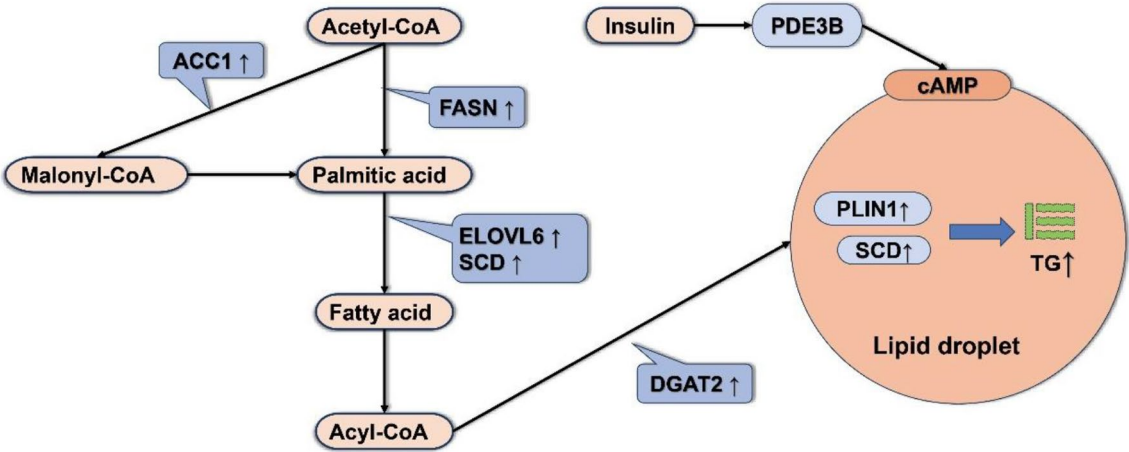 Acetyl-CoA
Insulin
PDE3B
ACC1 ↑
cAMP
FASN ↑
Malonyl-CoA
Palmitic acid
PLIN1↑
ELOVL6 ↑
SCD ↑
SCD↑
TG↑
Fatty acid
Lipid droplet
DGAT2 ↑
Acyl-CoA